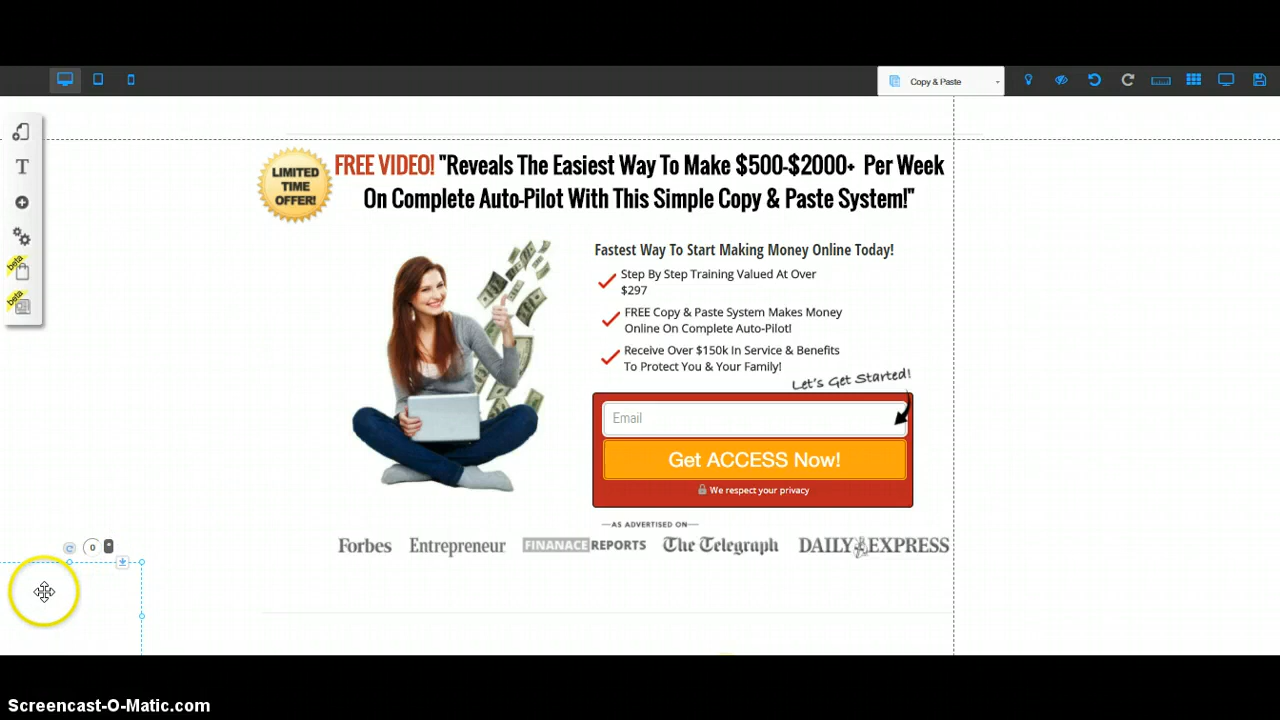 Copy & Paste
beta
beta
LIMITED
TIME
OFFER!
FREE VIDEO! "Reveals The Easiest Way To Make $500-$2000+ Per Week
On Complete Auto-Pilot With This Simple Copy & Paste System!"
Fastest Way To Start Making Money Online Today!
Step By Step Training Valued At Over
$297
FREE Copy & Paste System Makes Money
Online On Complete Auto-Pilot!
Receive Over $150k In Service & Benefits
To Protect You & Your Family!
Let's Get Started!
Email
Get ACCESS Now!
We respect your privacy
—AS ADVERTISED ON—
Forbes Entrepreneur FINANACE REPORTS The Telegraph DAILY EXPRESS
0
Screencast-O-Matic.com